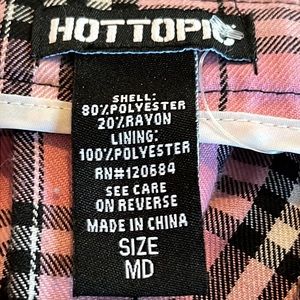 HOTTOPIC
SHELL:
80%POLYESTER
20%RAYON
LINING:
100%POLYESTER
RN#120684
SEE CARE
ON REVERSE
MADE IN CHINA
SIZE
MD